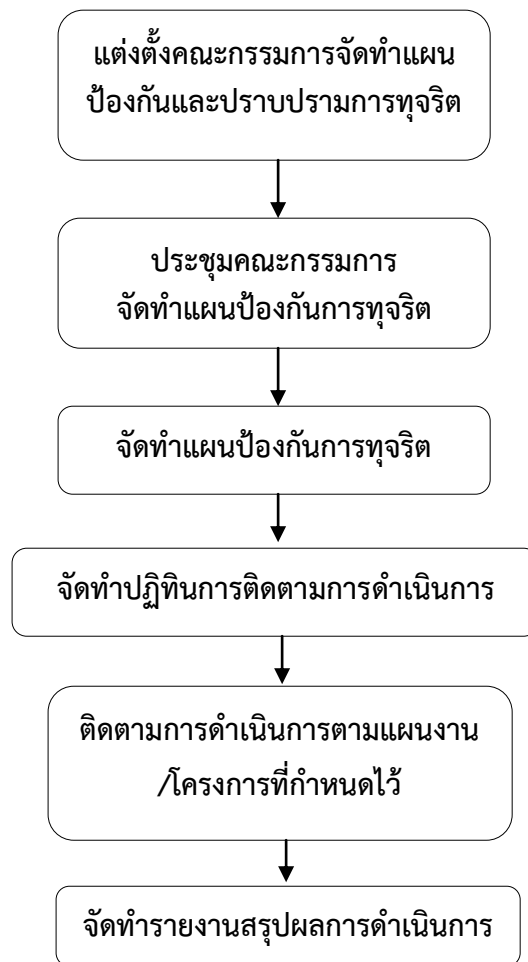 แต่งตั้งคณะกรรมการจัดทำแผน
ป้องกันและปราบปรามการทุจริต
ประชุมคณะกรรมการ
จัดทำแผนป้องกันการทุจริต
จัดทำแผนป้องกันการทุจริต
จัดทำปฏิทินการติดตามการดำเนินการ
ติดตามการดำเนินการตามแผนงาน
/โครงการที่กำหนดไว้
จัดทำรายงานสรุปผลการดำเนินการ